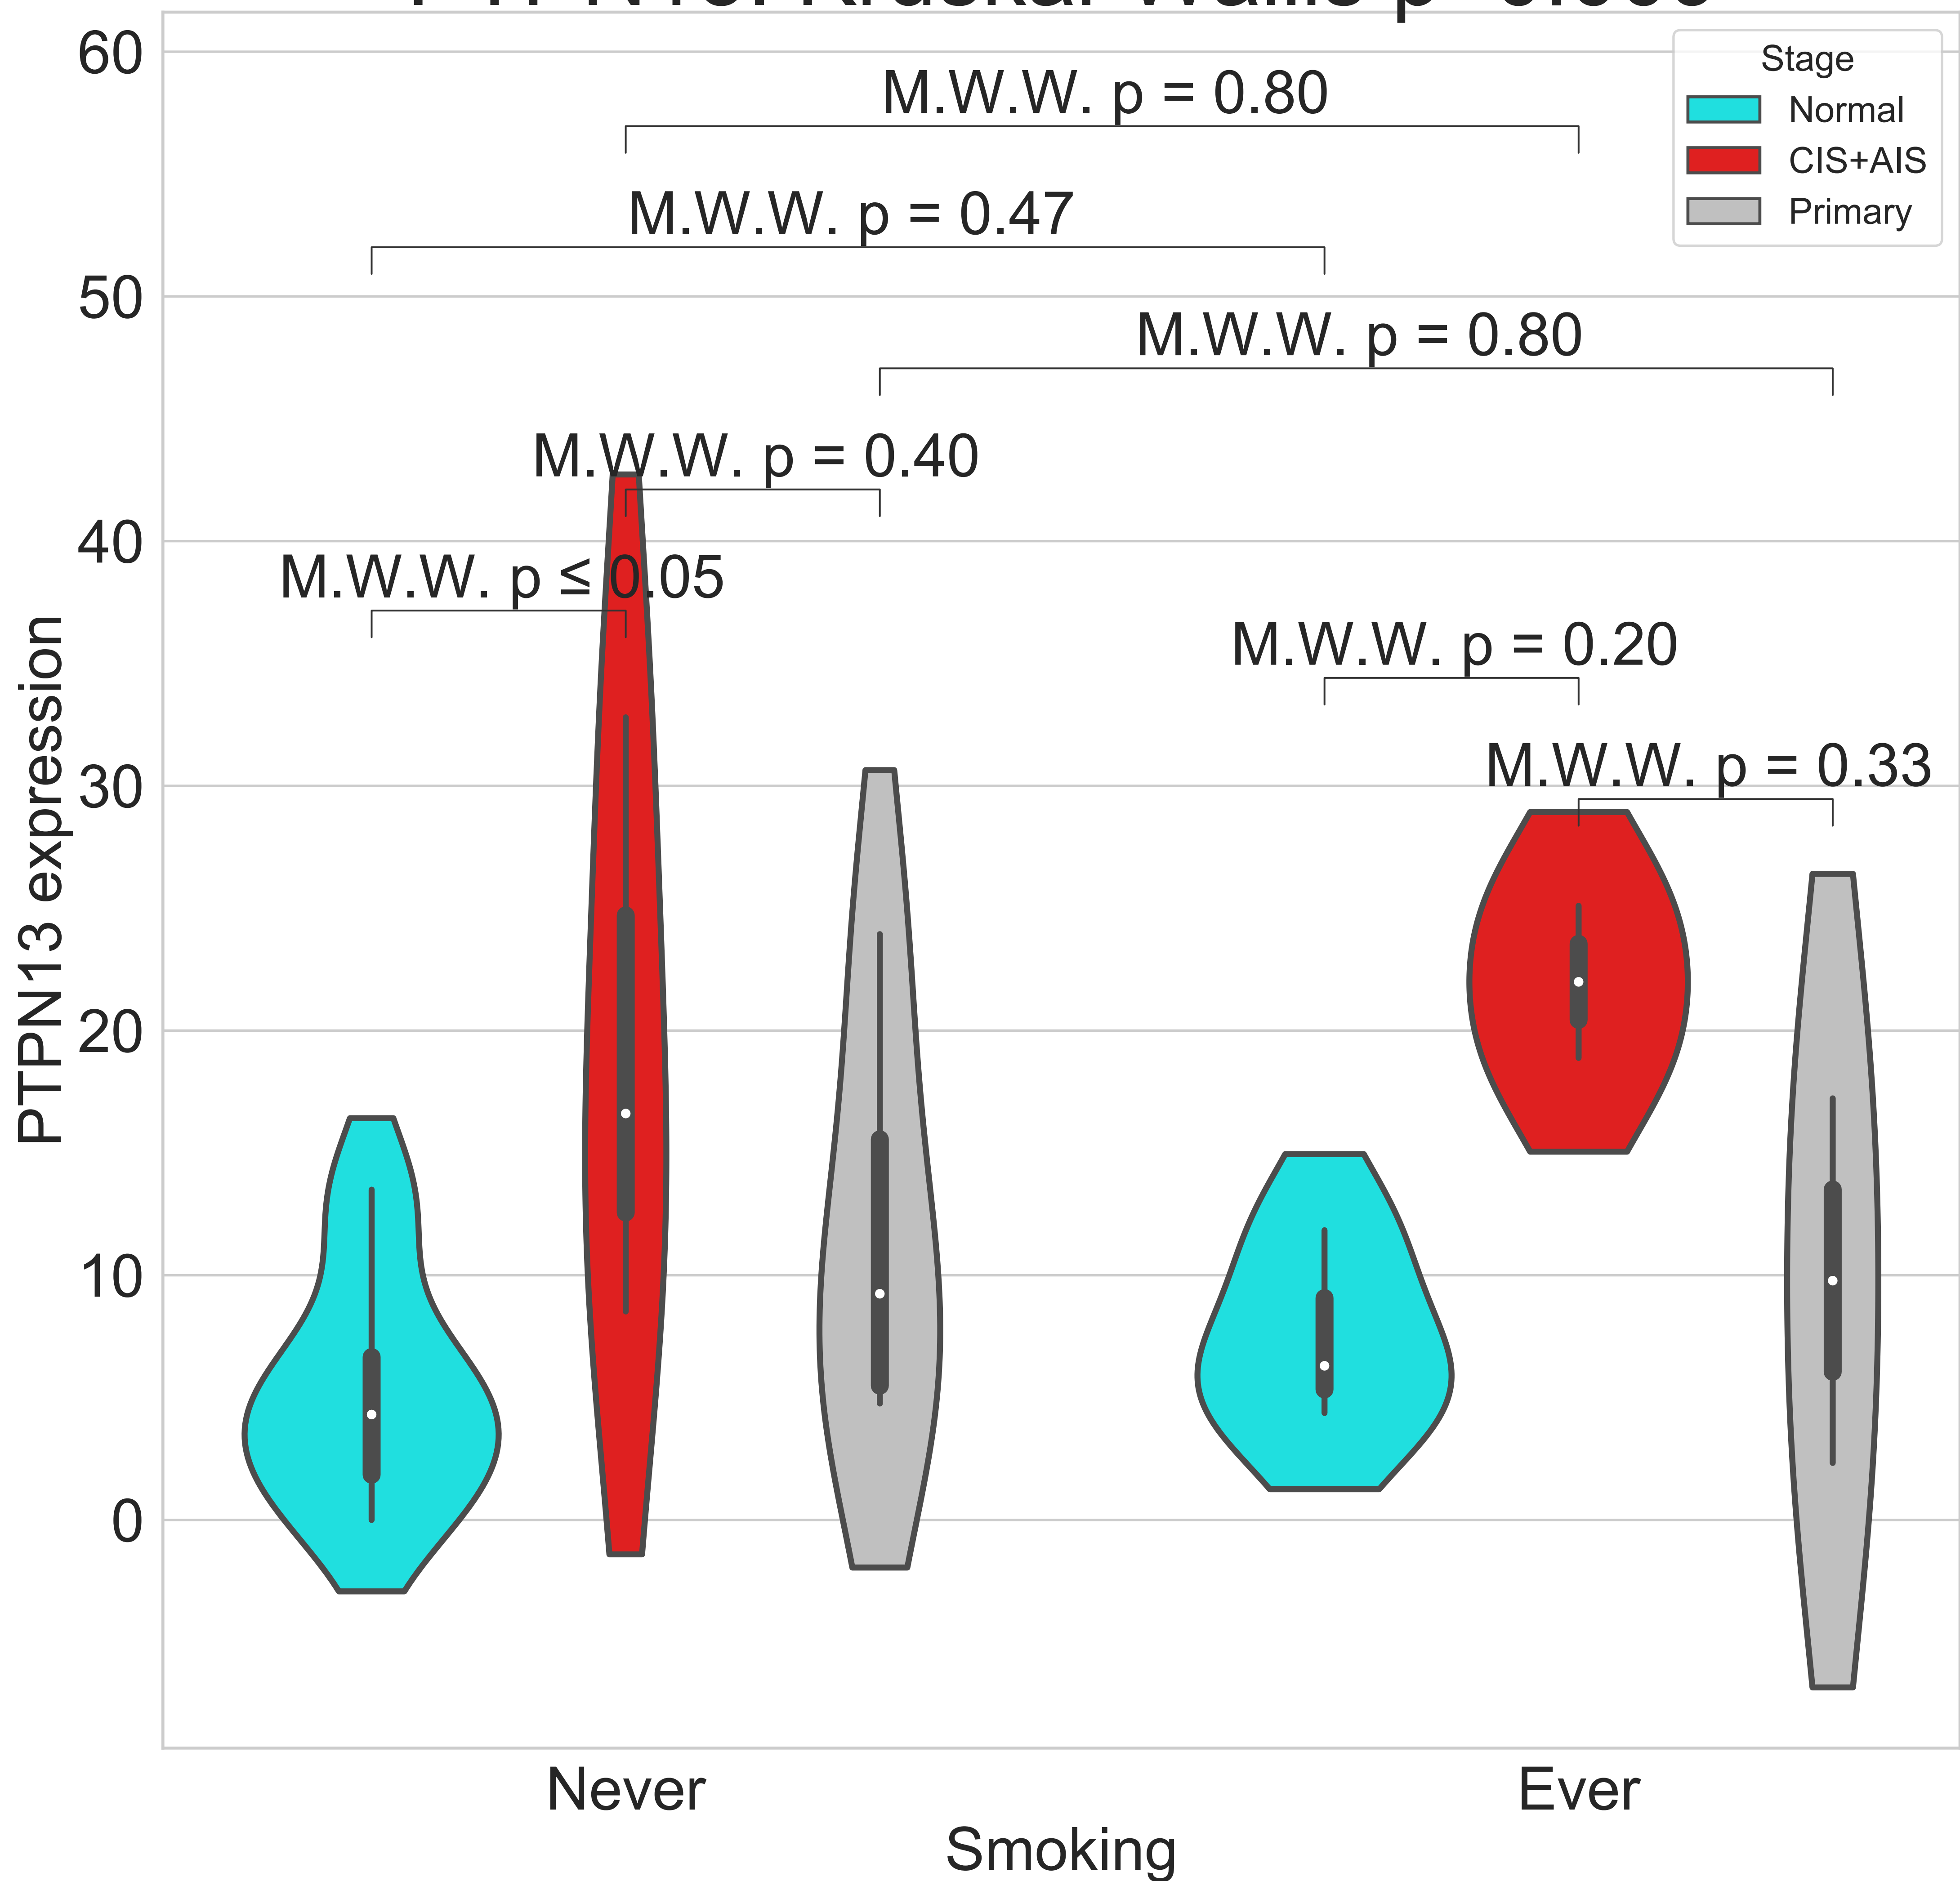 60
Stage
Normal
CIS+AIS
Primary
M.W.W. p = 0.80
M.W.W. p = 0.47
50
M.W.W. p = 0.80
M.W.W. p = 0.40
40
M.W.W. p ≤ 0.05
M.W.W. p = 0.20
M.W.W. p = 0.33
30
PTPN13 expression
20
10
0
Never
Ever
Smoking